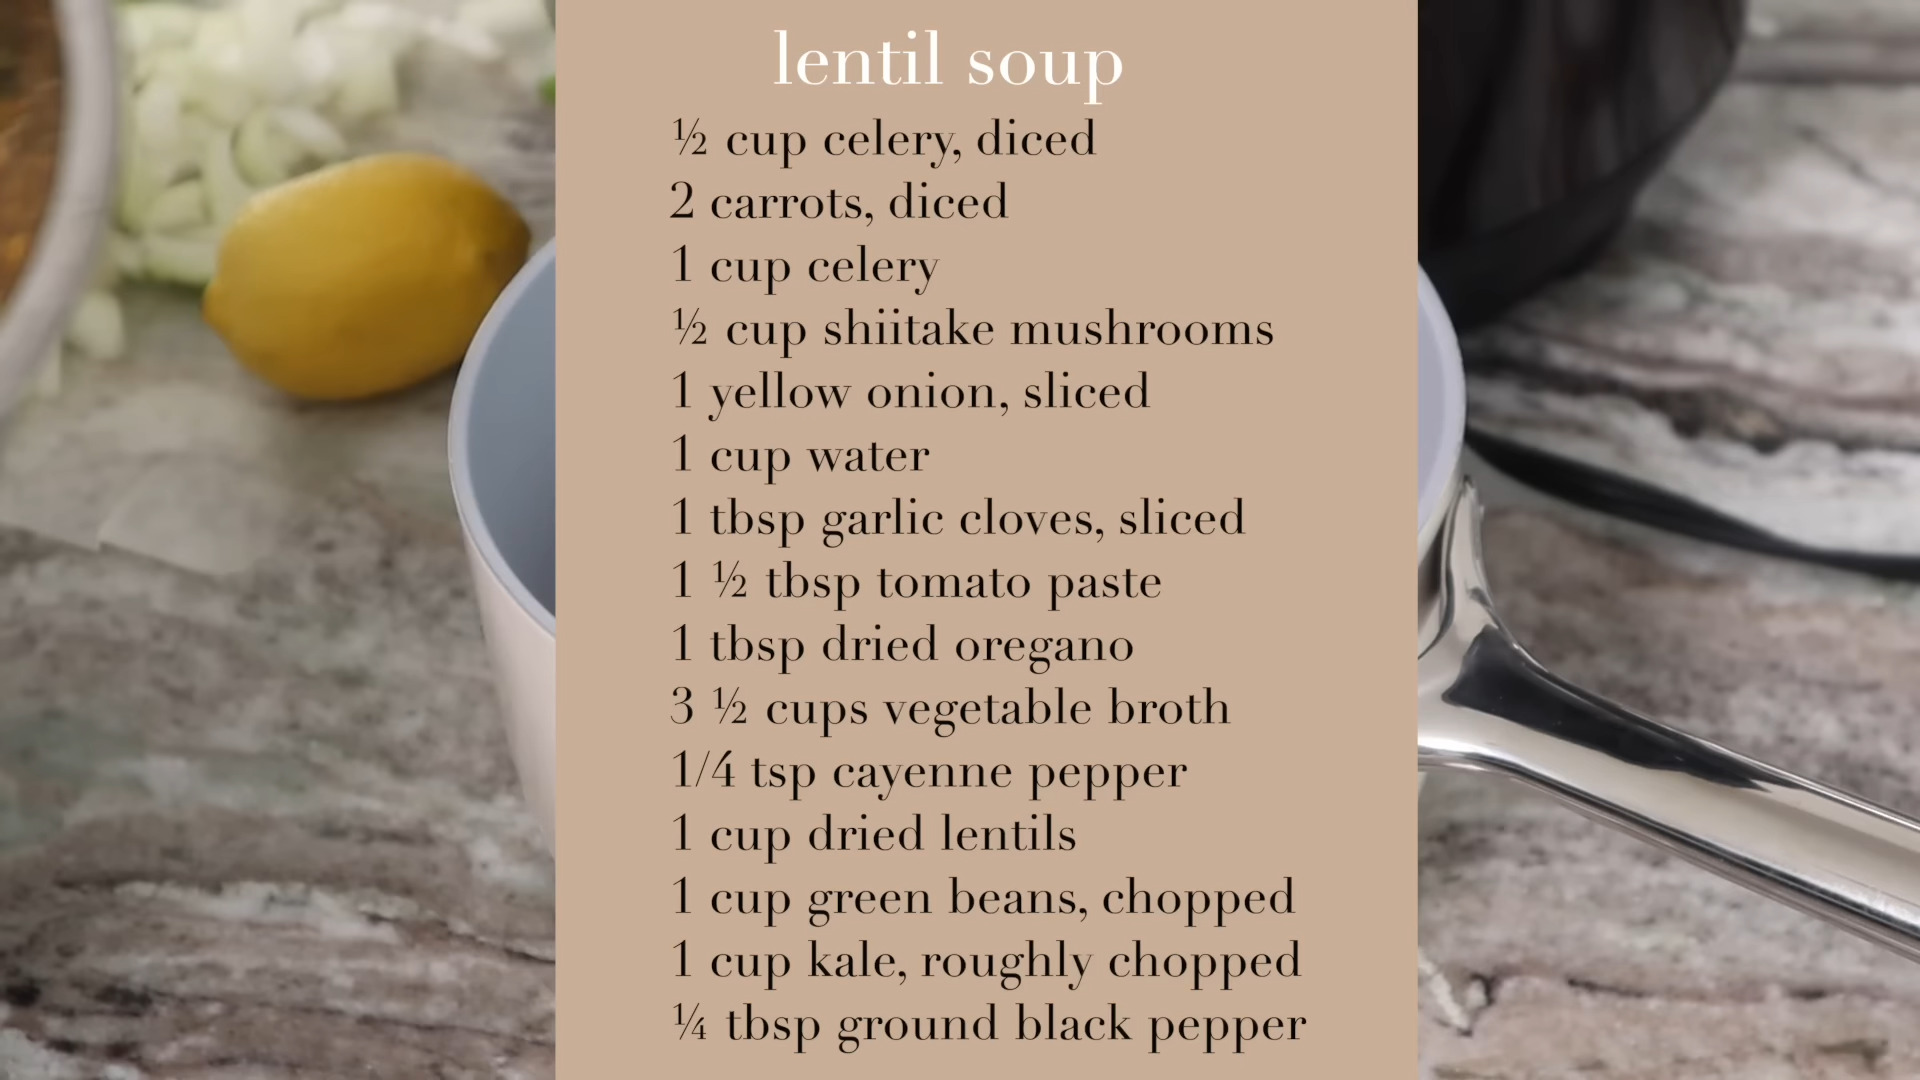 lentil soup
½ cup celery, diced
2 carrots, diced
1 cup celery
½ cup shiitake mushrooms
1 yellow onion, sliced
1 cup water
1 tbsp garlic cloves, sliced
1 ½ tbsp tomato paste
1 tbsp dried oregano
3 ½ cups vegetable broth
1/4 tsp cayenne pepper
1 cup dried lentils
1 cup green beans, chopped
1 cup kale, roughly chopped
¼ tbsp ground black pepper